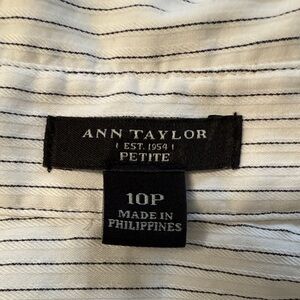 ANN TAYLOR
| EST. 1954 |
PETITE
10P
MADE IN
PHILIPPINES